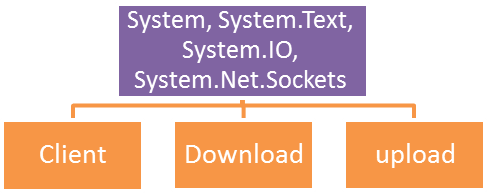 System, System.Text,
System.IO,
System.Net.Sockets
Client
Download
upload